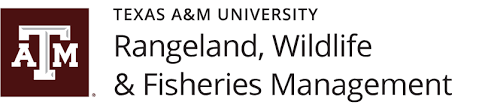 ATM
TEXAS A&M UNIVERSITY
Rangeland, Wildlife
& Fisheries Management